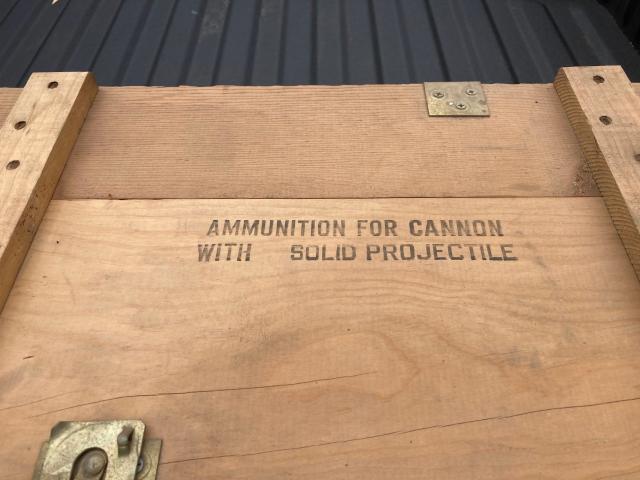 AMMUNITION FOR CANNON
WITH SOLID PROJECTILE